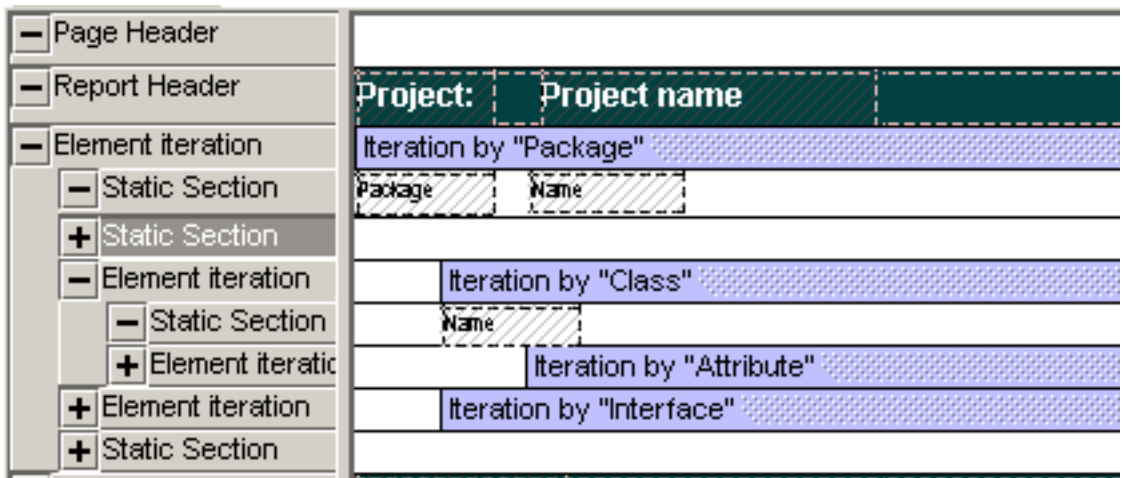 Page Header
Report Header Project: Project name
Element iteration Iteration by "Package"
Static Section Package Name
Static Section
Element iteration Iteration by "Class"
Static Section Name
Element iteratic Iteration by "Attribute"
Element iteration Iteration by "Interface"
Static Section